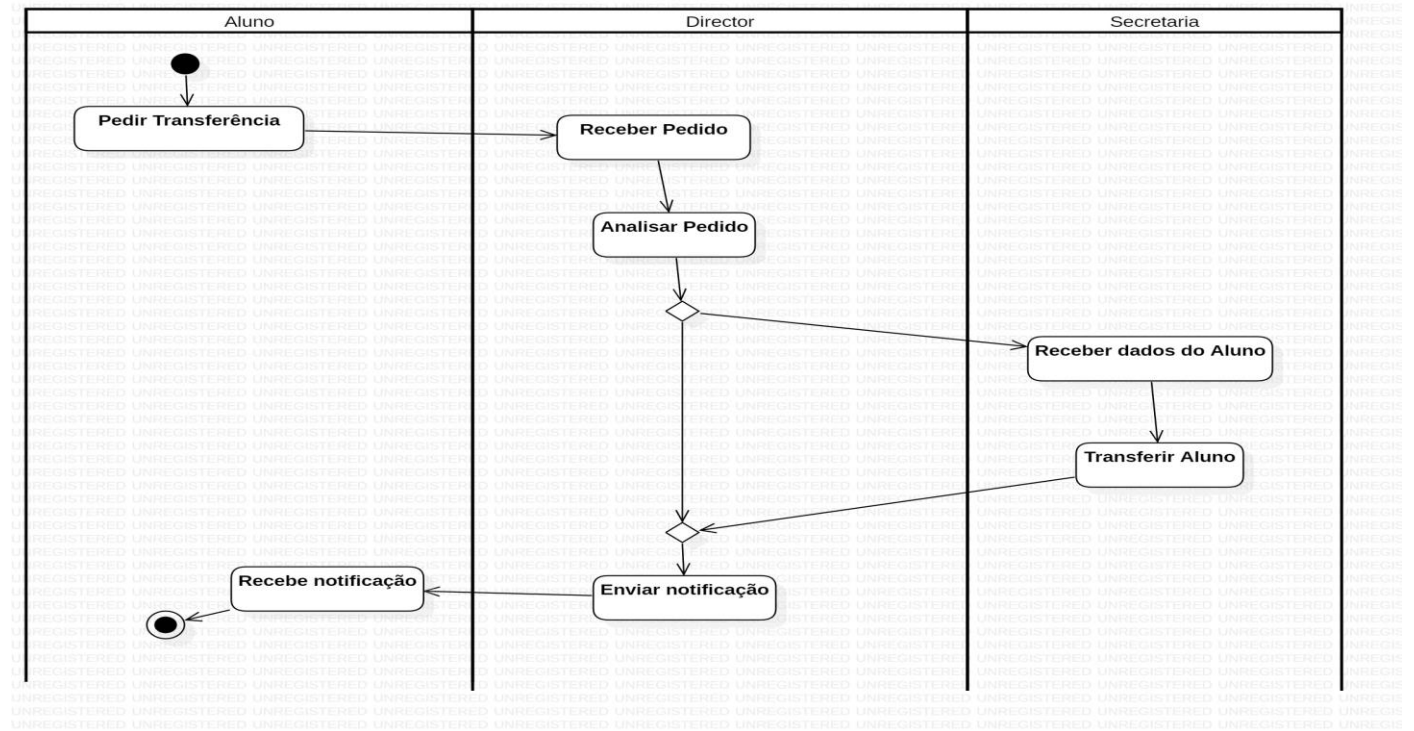 Aluno
Director
Secretaria
Pedir Transferência
Receber Pedido
Analisar Pedido
Receber dados do Aluno
Transferir Aluno
Recebe notificação
Enviar notificação
UNREGISTERED